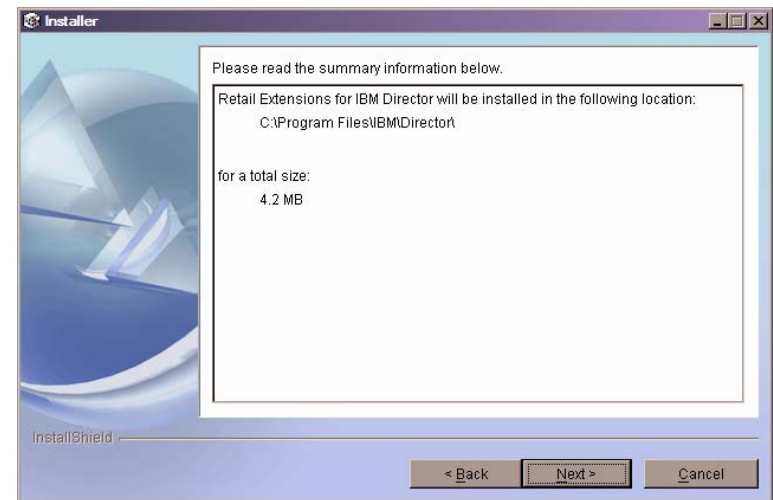 Installer
Please read the summary information below.
Retail Extensions for IBM Director will be installed in the following location:
C:\Program Files\IBM\Director\
for a total size:
4.2 MB
InstallShield
< Back
Next >
Cancel